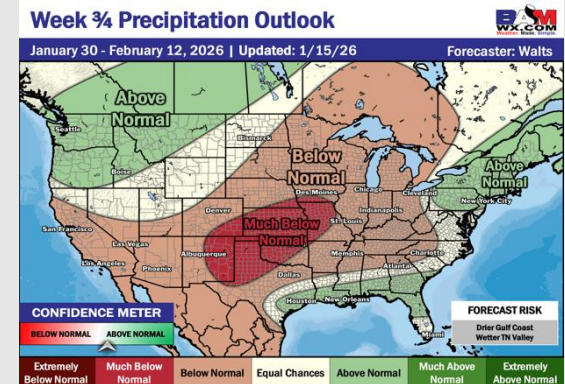 Week ¾ Precipitation Outlook
BAM
WX.COM
Weather. Made. Simple.
January 30 - February 12, 2026 | Updated: 1/15/26
Forecaster: Walts
Above
Normal
Seattle
Bismarck
Boise
Below
Normal
Above
Normal
Des Moines
Chicago
Cleveland
New York City
Denver
Indianapolis
Much Below
Normal
St. Louis
San Francisco
Las Vegas
Albuquerque
Memphis
Charlotte
Los Angeles
Phoenix
Atlanta
Dallas
Houston
New Orleans
Miami
CONFIDENCE METER
BELOW NORMAL
ABOVE NORMAL
FORECAST RISK
Drier Gulf Coast
Wetter TN Valley
Extremely
Below Normal
Much Below
Normal
Below Normal
Equal Chances
Above Normal
Much Above
Normal
Extremely
Above Normal